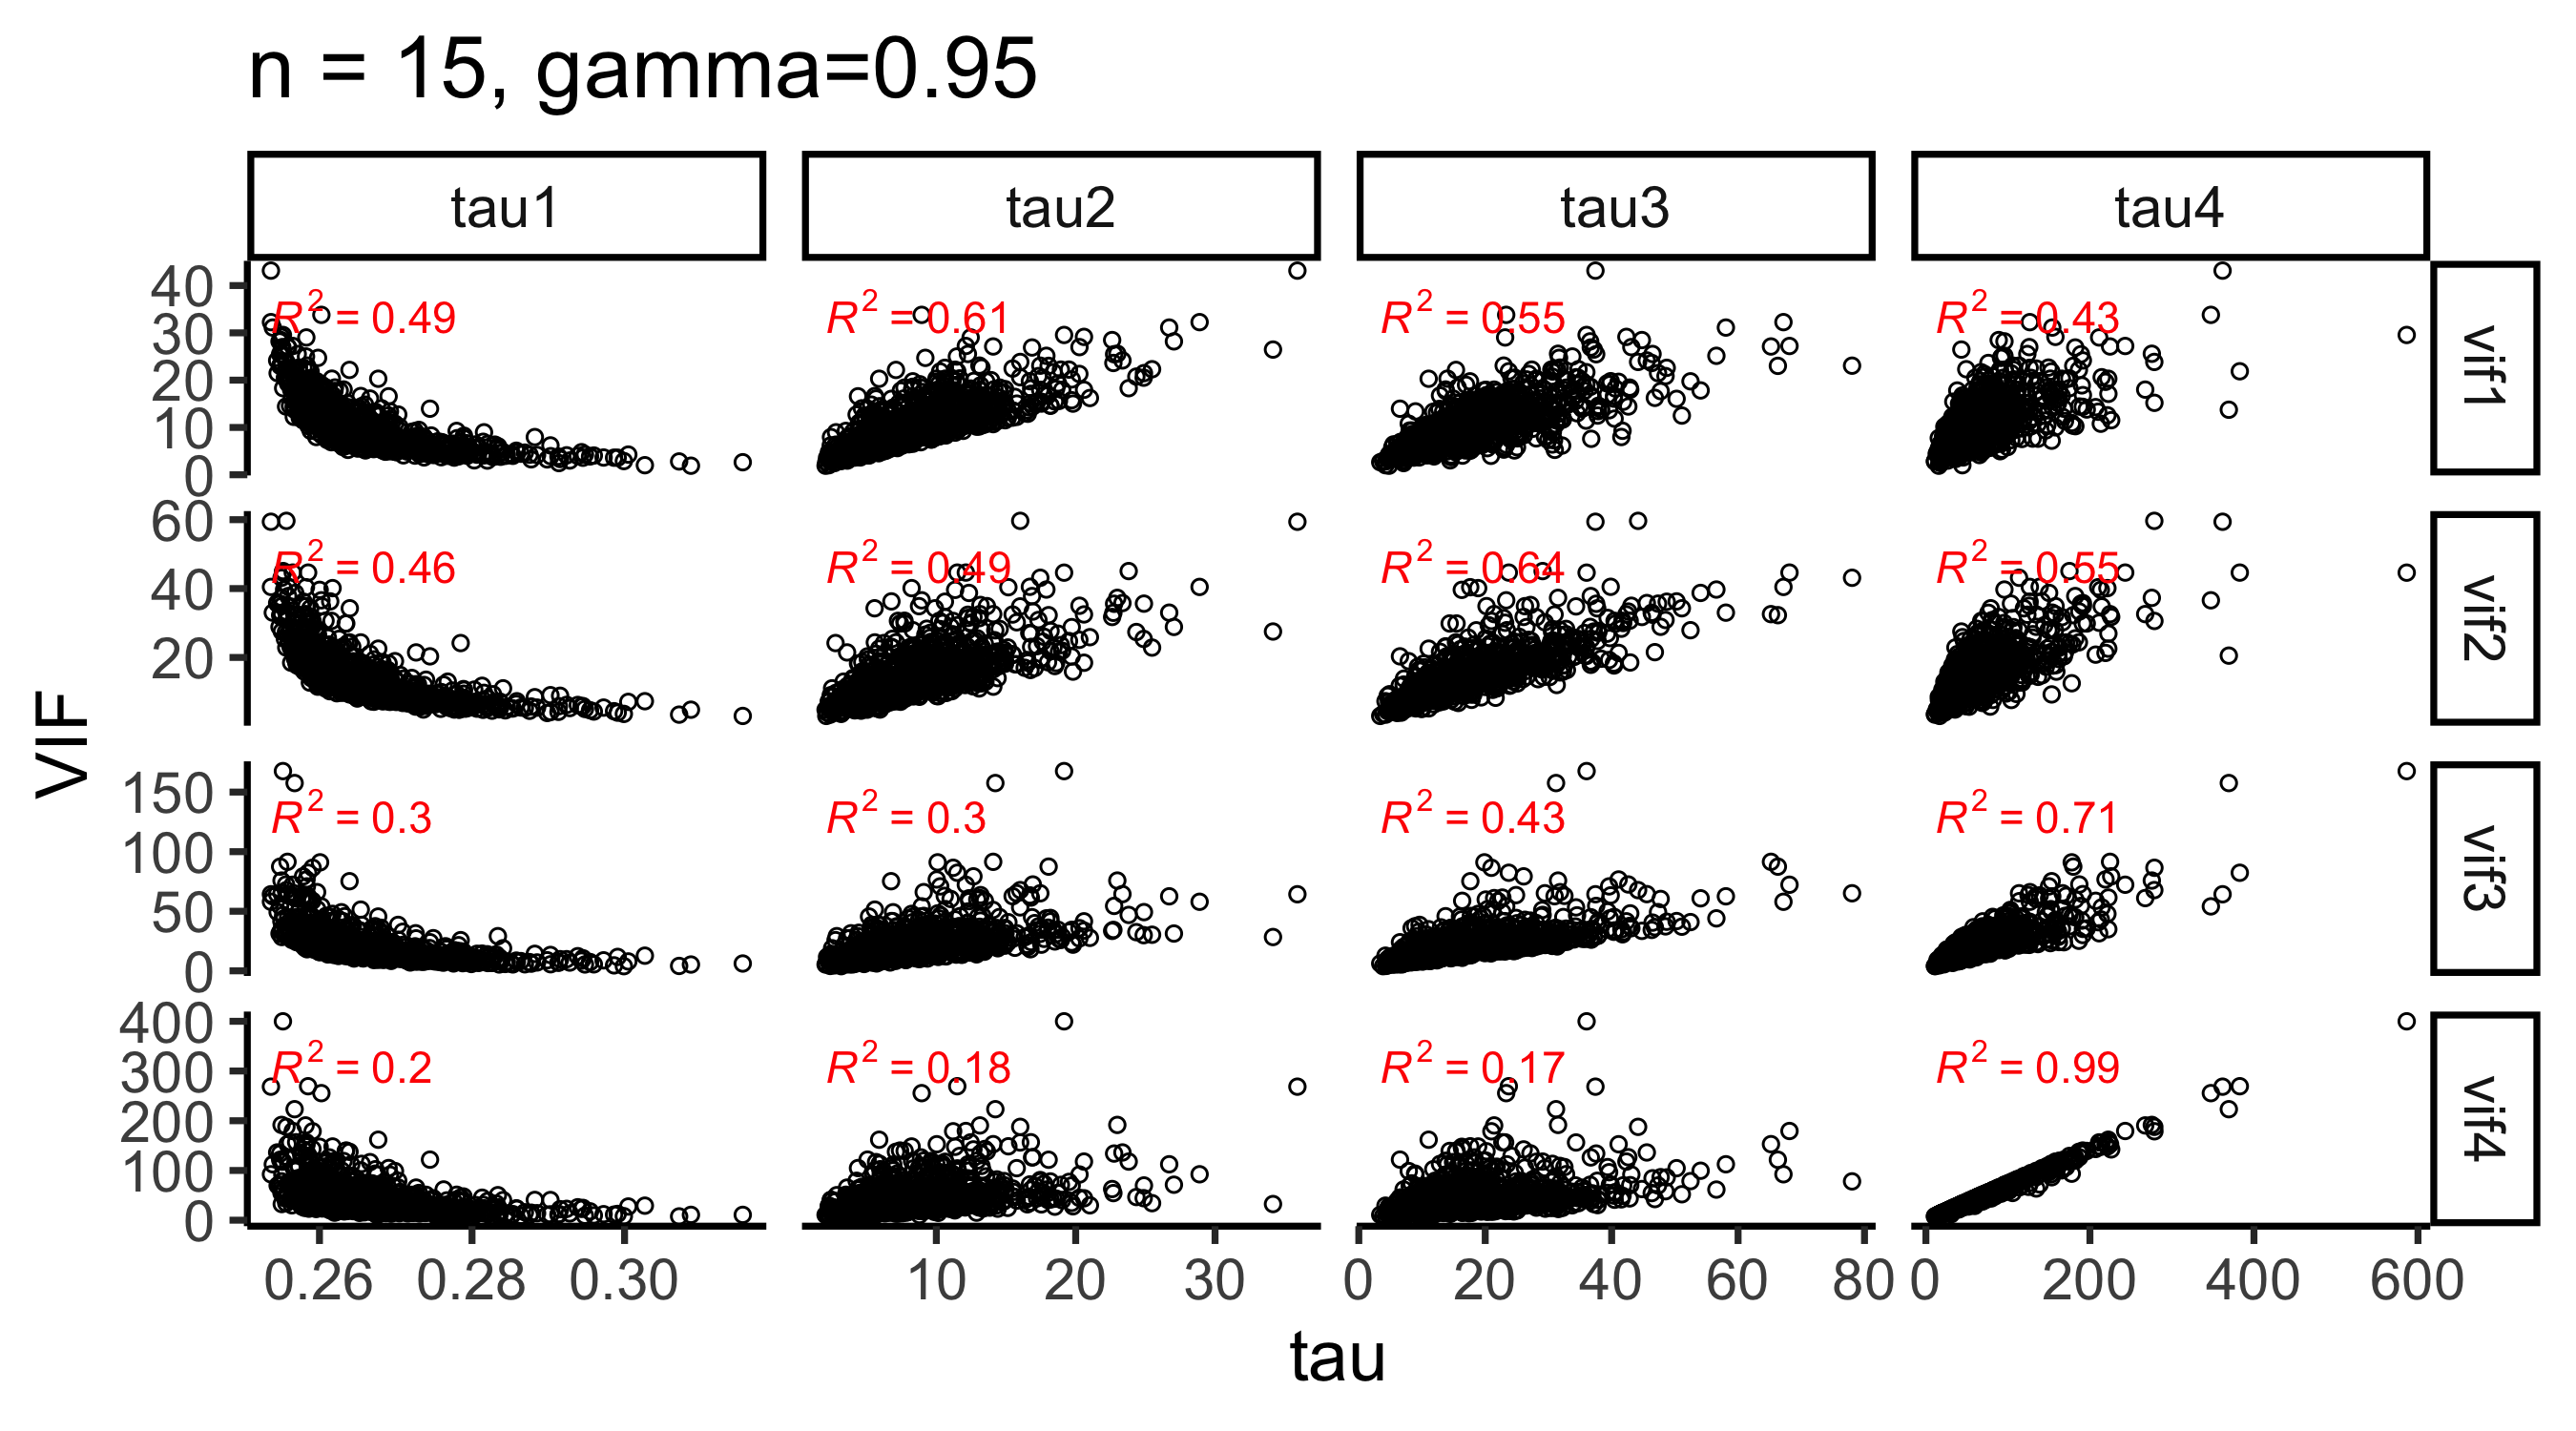 n = 15, gamma=0.95
tau1 tau2 tau3 tau4
40
30
20
10
0
R² = 0.49 R² = 0.61 R² = 0.55 R² = 0.43
vif1
60
40
20
R² = 0.46 R² = 0.49 R² = 0.64 R² = 0.55
vif2
VIF
150
100
50
0
R² = 0.3 R² = 0.3 R² = 0.43 R² = 0.71
vif3
400
300
200
100
0
R² = 0.2 R² = 0.18 R² = 0.17 R² = 0.99
vif4
0.26 0.28 0.30 10 20 30 0 20 40 60 80 0 200 400 600
tau